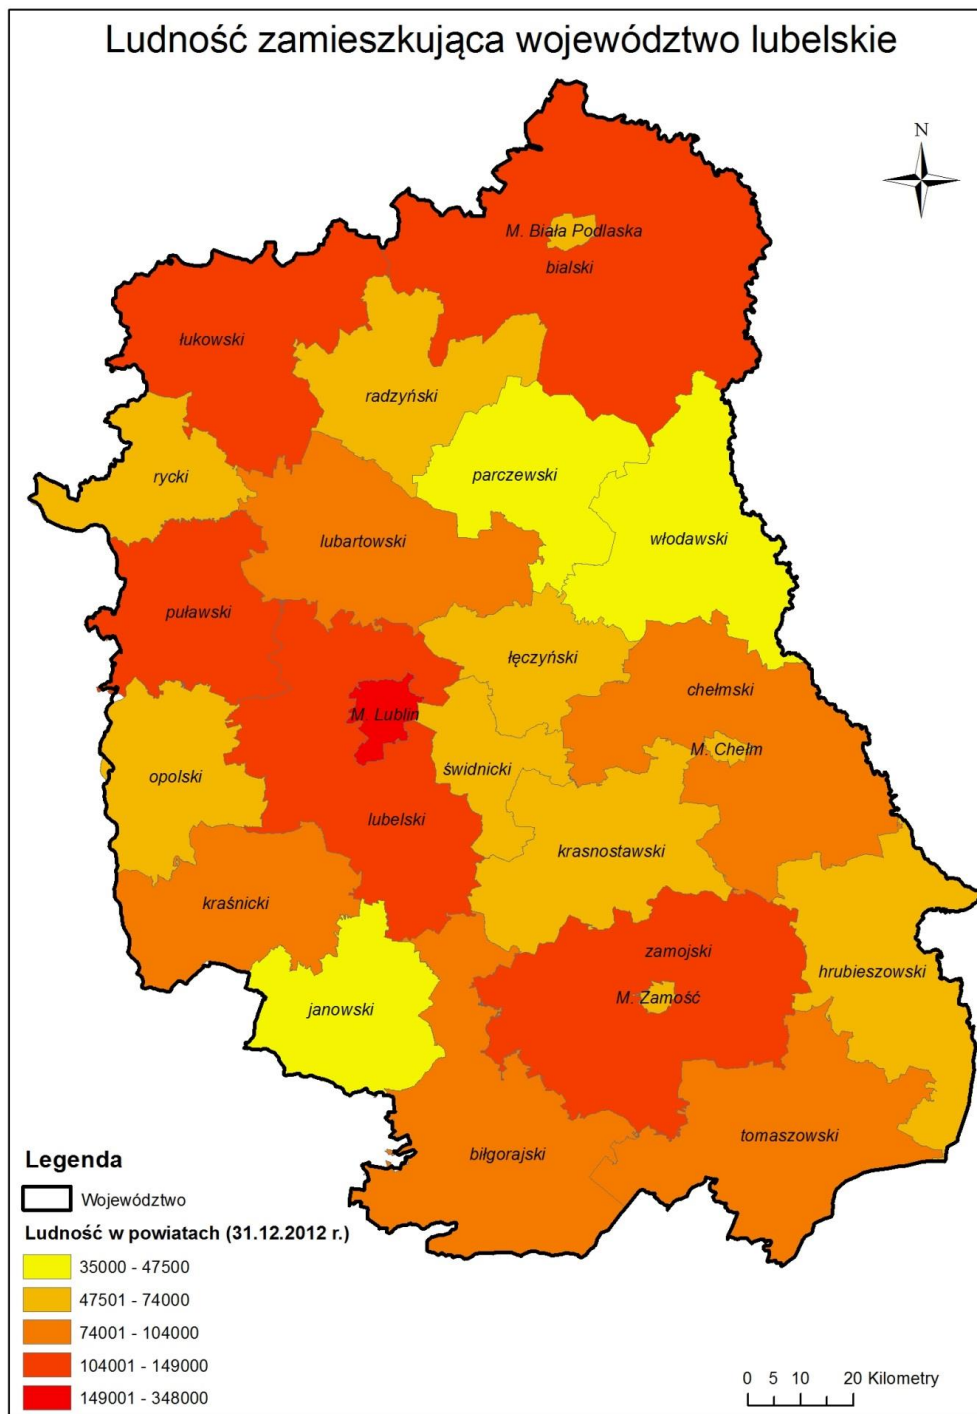 Ludność zamieszkująca województwo lubelskie
N
M. Biała Podlaska
bialski
łukowski
radzyński
rycki
parczewski
lubartowski
włodawski
puławski
łęczyński
chełmski
M. Lublin
M. Chełm
opolski
świdnicki
lubelski
krasnostawski
kraśnicki
zamojski
hrubieszowski
M. Zamość
janowski
tomaszowski
biłgorajski
Legenda
Województwo
Ludność w powiatach (31.12.2012 r.)
35000 - 47500
47501 - 74000
74001 - 104000
104001 - 149000
149001 - 348000
0 5 10 20 Kilometry